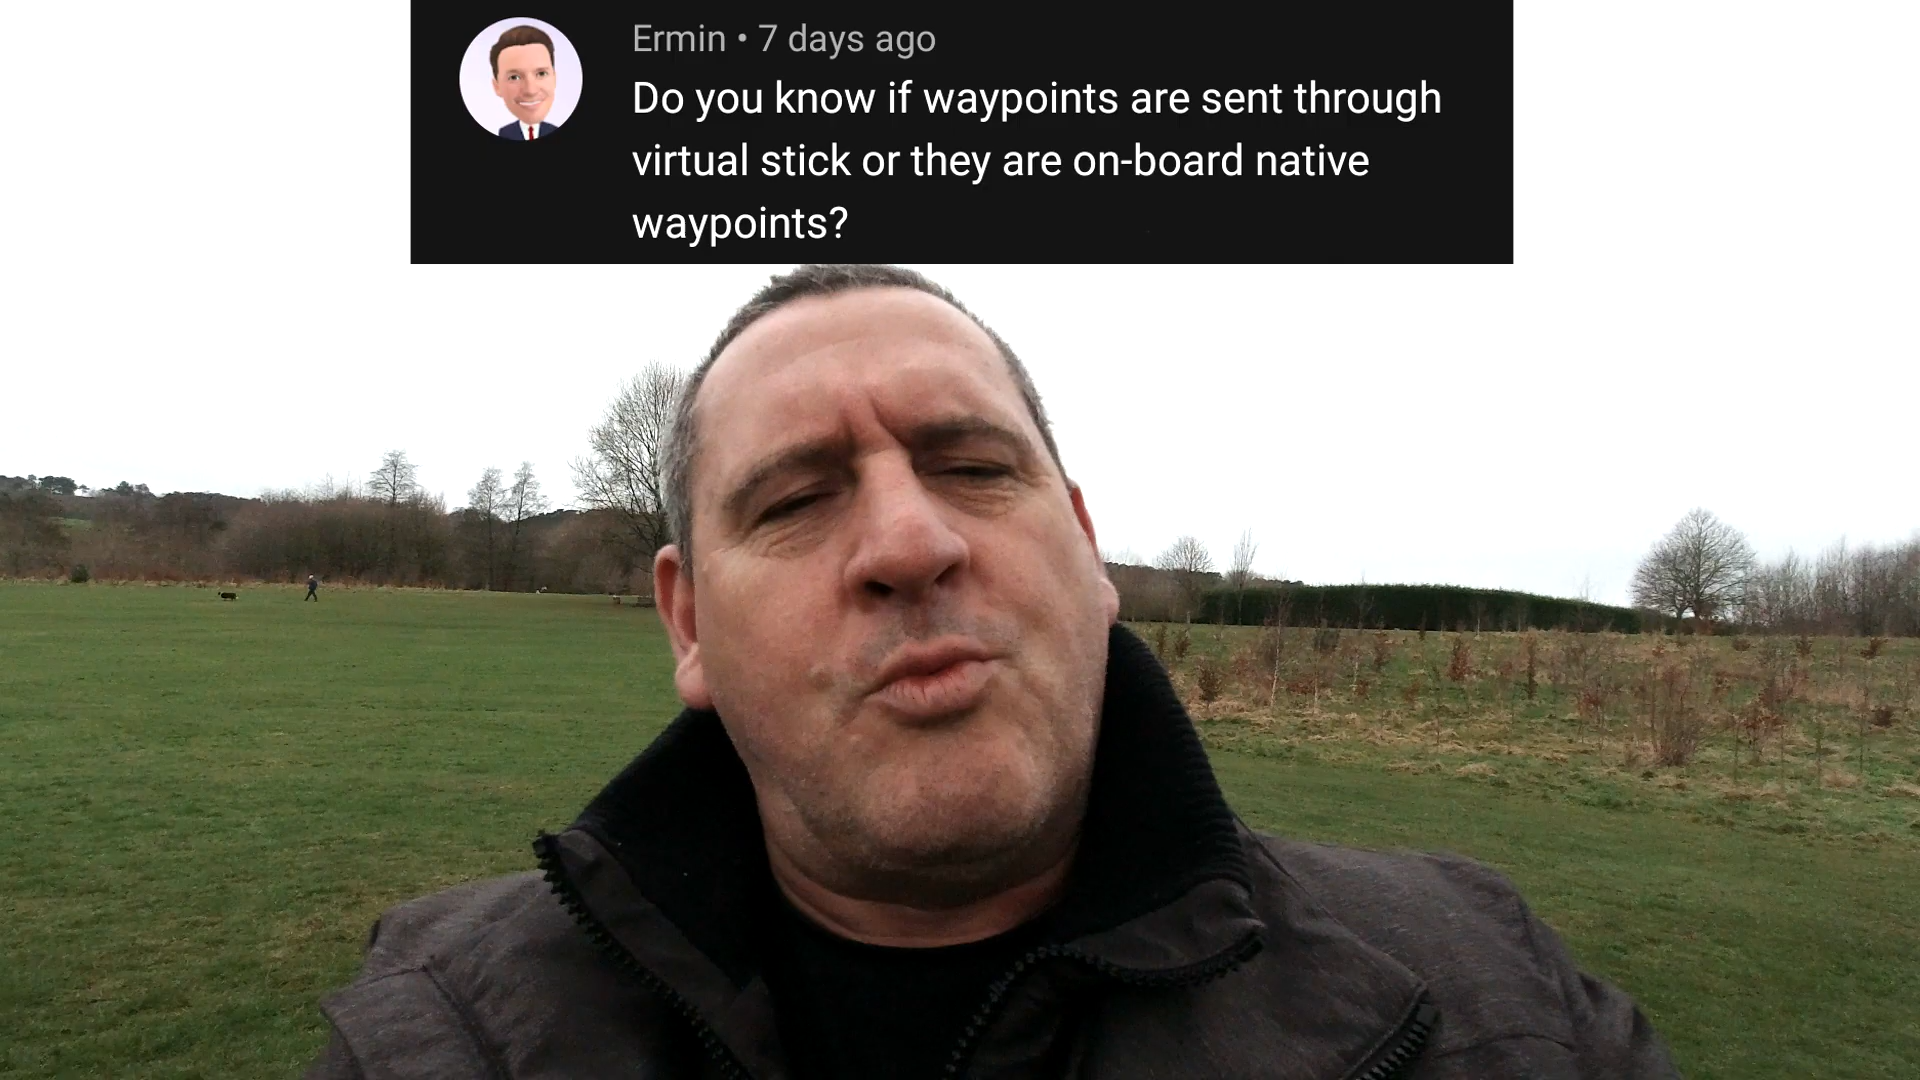 Ermin • 7 days ago
Do you know if waypoints are sent through
virtual stick or they are on-board native
waypoints?